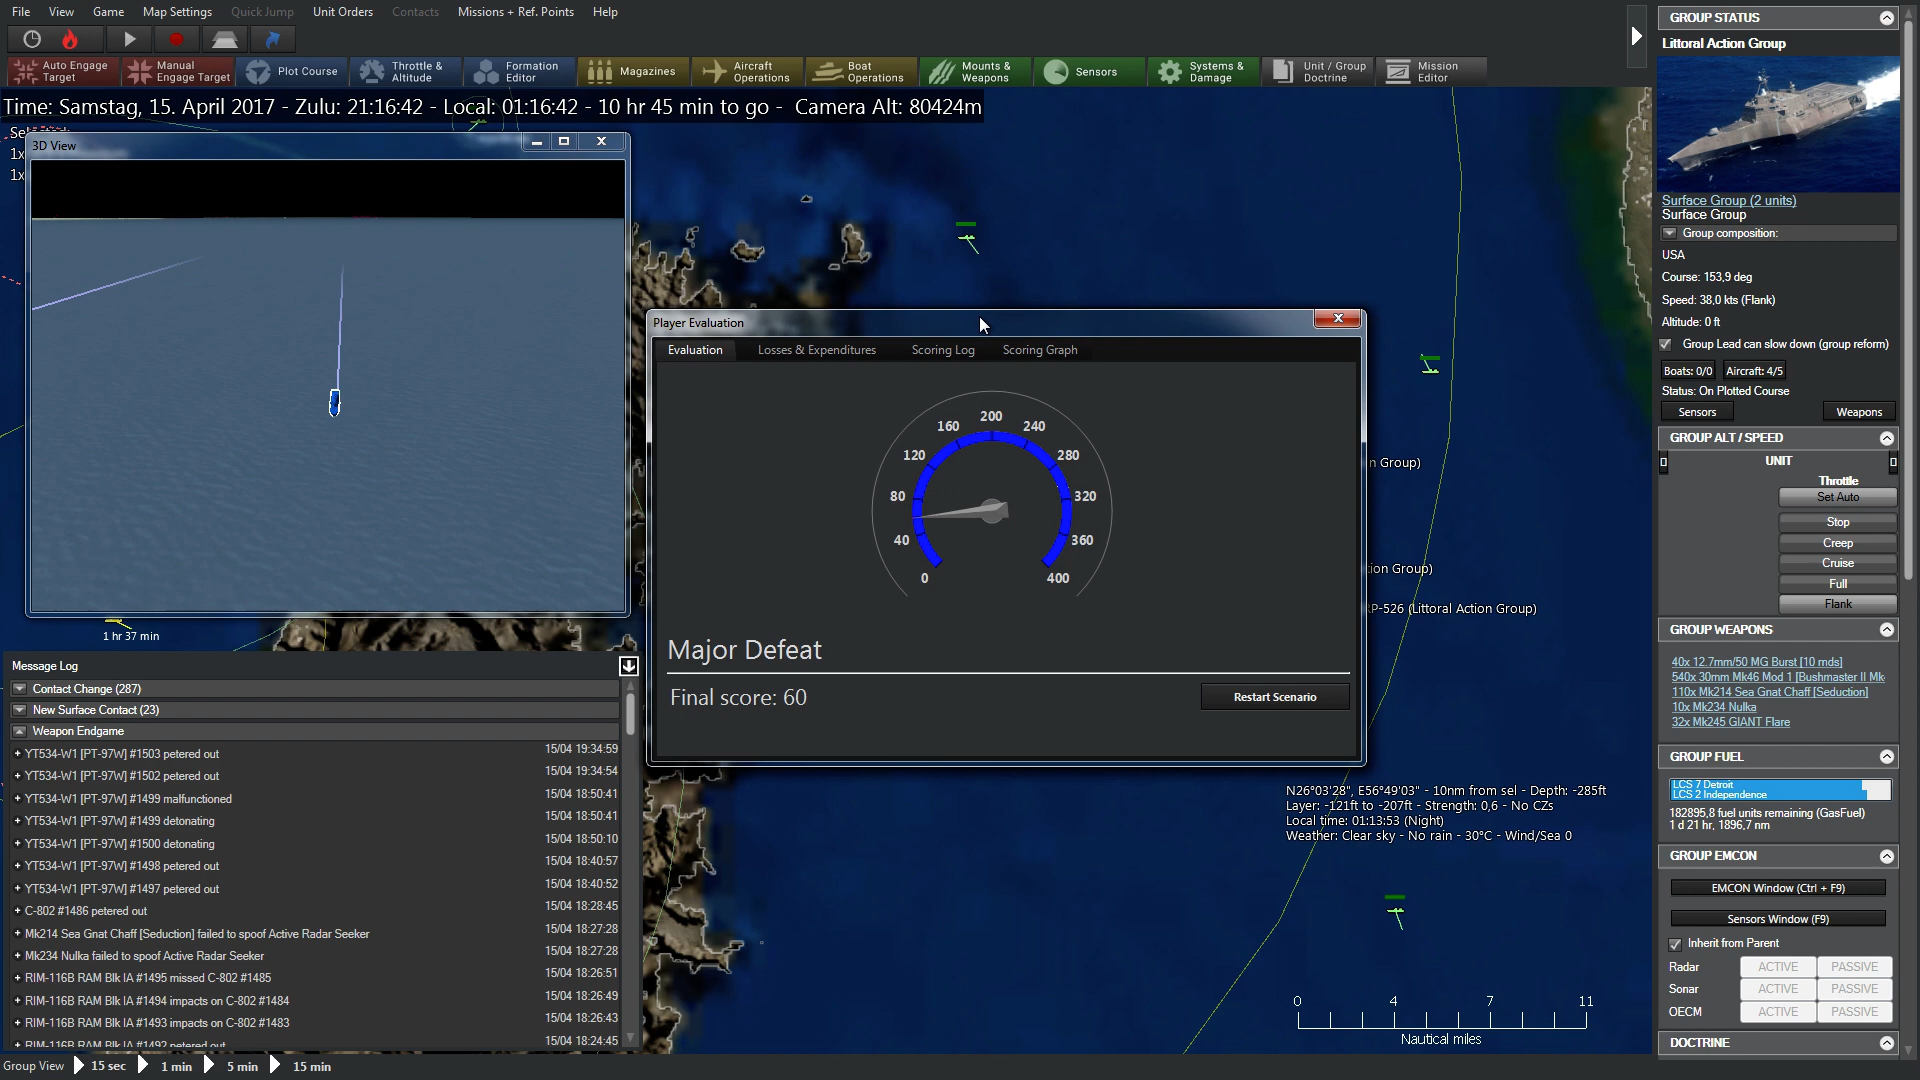 File View Game Map Settings Quick Jump Unit Orders Contacts Missions + Ref. Points Help
Auto Engage Target
Manual Engage Target
Plot Course
Throttle & Altitude
Formation Editor
Magazines
Aircraft Operations
Boat Operations
Mounts & Weapons
Sensors
Systems & Damage
Unit / Group Doctrine
Mission Editor
Time: Samstag, 15. April 2017 - Zulu: 21:16:42 - Local: 01:16:42 - 10 hr 45 min to go - Camera Alt: 80424m
1x
1x
3D View
1 hr 37 min
Message Log
Contact Change (287)
New Surface Contact (23)
Weapon Endgame
YT534-W1 [PT-97W] #1503 petered out 15/04 19:34:59
YT534-W1 [PT-97W] #1502 petered out 15/04 19:34:54
YT534-W1 [PT-97W] #1499 malfunctioned 15/04 18:50:41
YT534-W1 [PT-97W] #1499 detonating 15/04 18:50:41
YT534-W1 [PT-97W] #1500 detonating 15/04 18:50:10
YT534-W1 [PT-97W] #1498 petered out 15/04 18:40:57
YT534-W1 [PT-97W] #1497 petered out 15/04 18:40:52
C-802 #1486 petered out 15/04 18:28:45
Mk214 Sea Gnat Chaff [Seduction] failed to spoof Active Radar Seeker 15/04 18:27:28
Mk234 Nulka failed to spoof Active Radar Seeker 15/04 18:27:28
RIM-116B RAM Blk IA #1495 missed C-802 #1485 15/04 18:26:51
RIM-116B RAM Blk IA #1494 impacts on C-802 #1484 15/04 18:26:49
RIM-116B RAM Blk IA #1493 impacts on C-802 #1483 15/04 18:26:43
RIM-116B RAM Blk IA #1492 petered out 15/04 18:24:45
Group View 15 sec 1 min 5 min 15 min
Player Evaluation
Evaluation Losses & Expenditures Scoring Log Scoring Graph
0 40 80 120 160 200 240 280 320 360 400
Major Defeat
Final score: 60
Restart Scenario
n Group)
ion Group)
P-526 (Littoral Action Group)
N26°03'28", E56°49'03" - 10nm from sel - Depth: -285ft
Layer: -121ft to -207ft - Strength: 0,6 - No CZs
Local time: 01:13:53 (Night)
Weather: Clear sky - No rain - 30°C - Wind/Sea 0
0 4 7 11
Nautical miles
GROUP STATUS
Littoral Action Group
Surface Group (2 units)
Surface Group
Group composition:
USA
Course: 153,9 deg
Speed: 38,0 kts (Flank)
Altitude: 0 ft
Group Lead can slow down (group reform)
Boats: 0/0 Aircraft: 4/5
Status: On Plotted Course
Sensors Weapons
GROUP ALT / SPEED
UNIT
Throttle
Set Auto
Stop
Creep
Cruise
Full
Flank
GROUP WEAPONS
40x 12.7mm/50 MG Burst [10 rnds]
540x 30mm Mk46 Mod 1 [Bushmaster II Mk
110x Mk214 Sea Gnat Chaff [Seduction]
10x Mk234 Nulka
32x Mk245 GIANT Flare
GROUP FUEL
LCS 7 Detroit
LCS 2 Independence
182895,8 fuel units remaining (GasFuel)
1 d 21 hr, 1896,7 nm
GROUP EMCON
EMCON Window (Ctrl + F9)
Sensors Window (F9)
Inherit from Parent
Radar ACTIVE PASSIVE
Sonar ACTIVE PASSIVE
OECM ACTIVE PASSIVE
DOCTRINE